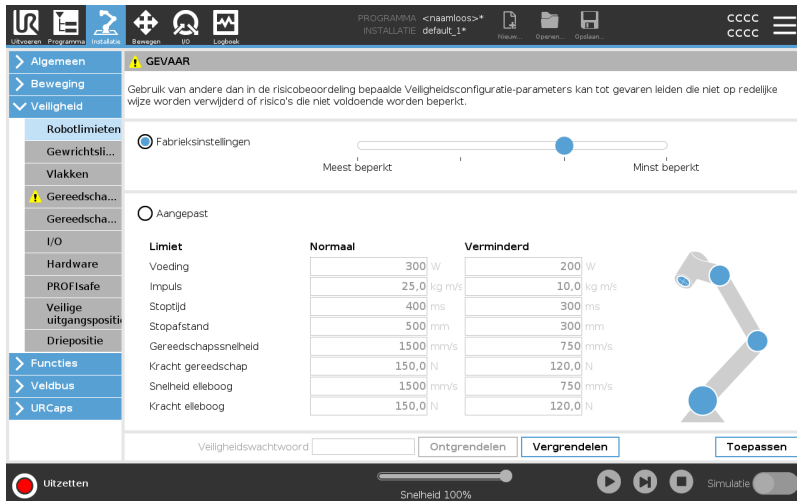 PROGRAMMA <naamloos>*
INSTALLATIE default_1*
Uitvoeren Programma Installatie Bewegen I/O Logboek
Nieuw... Openen... Opslaan...
CCCC
CCCC
Algemeen
Beweging
Veiligheid
Robotlimieten
Gewrichtsli...
Vlakken
Gereedscha...
Gereedscha...
I/O
Hardware
PROFIsafe
Veilige
uitgangspositi
Driepositie
Functies
Veldbus
URCaps
GEVAAR
Gebruik van andere dan in de risicobeoordeling bepaalde Veiligheidsconfiguratie-parameters kan tot gevaren leiden die niet op redelijke
wijze worden verwijderd of risico's die niet voldoende worden beperkt.
Fabrieksinstellingen
Meest beperkt Minst beperkt
Aangepast
Limiet Normaal Verminderd
Voeding 300 W 200 W
Impuls 25,0 kg m/s 10,0 kg m/s
Stoptijd 400 ms 300 ms
Stopafstand 500 mm 300 mm
Gereedschapssnelheid 1500 mm/s 750 mm/s
Kracht gereedschap 150,0 N 120,0 N
Snelheid elleboog 1500 mm/s 750 mm/s
Kracht elleboog 150,0 N 120,0 N
Veiligheidswachtwoord Ontgrendelen Vergrendelen Toepassen
Uitzetten
Snelheid 100%
Simulatie